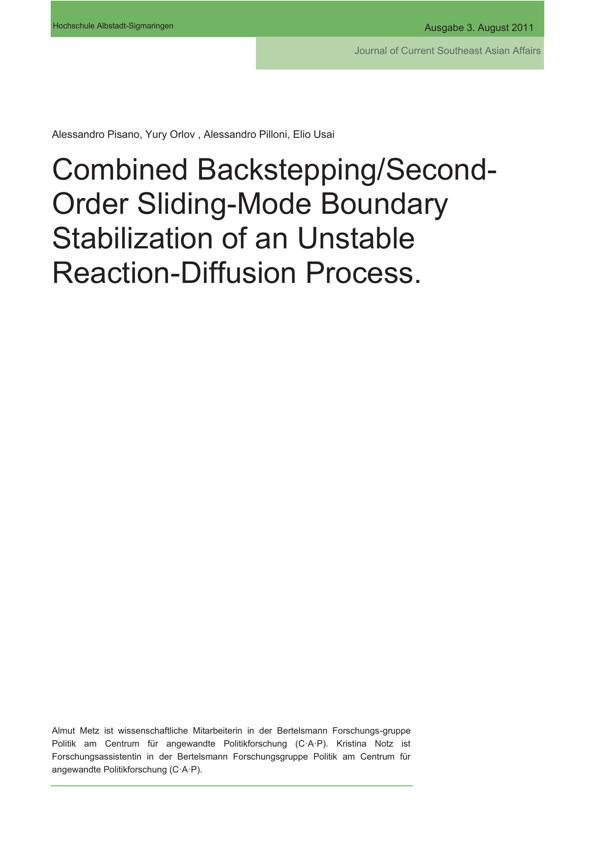 Hochschule Albstadt-Sigmaringen
Ausgabe 3. August 2011
Journal of Current Southeast Asian Affairs
Alessandro Pisano, Yury Orlov , Alessandro Pilloni, Elio Usai
Combined Backstepping/Second-
Order Sliding-Mode Boundary
Stabilization of an Unstable
Reaction-Diffusion Process.
Almut Metz ist wissenschaftliche Mitarbeiterin in der Bertelsmann Forschungs-gruppe
Politik am Centrum für angewandte Politikforschung (C·A·P). Kristina Notz ist
Forschungsassistentin in der Bertelsmann Forschungsgruppe Politik am Centrum für
angewandte Politikforschung (C·A·P).